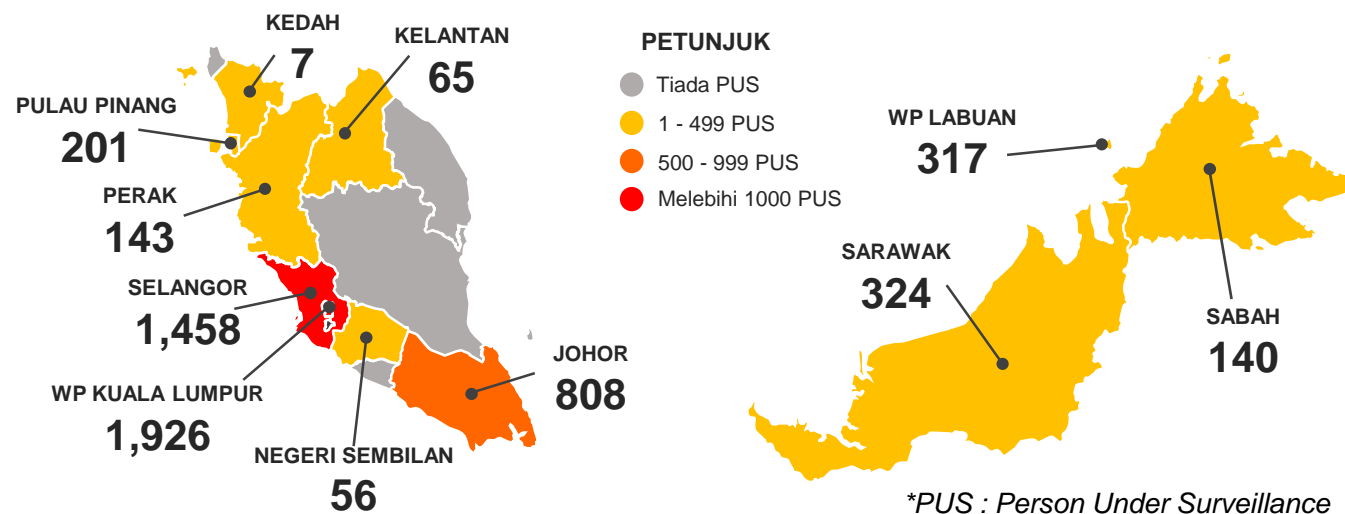 KEDAH
7
KELANTAN
65
PULAU PINANG
201
PERAK
143
SELANGOR
1,458
WP KUALA LUMPUR
1,926
NEGERI SEMBILAN
56
JOHOR
808
PETUNJUK
Tiada PUS
1 - 499 PUS
500 - 999 PUS
Melebihi 1000 PUS
WP LABUAN
317
SARAWAK
324
SABAH
140
*PUS : Person Under Surveillance